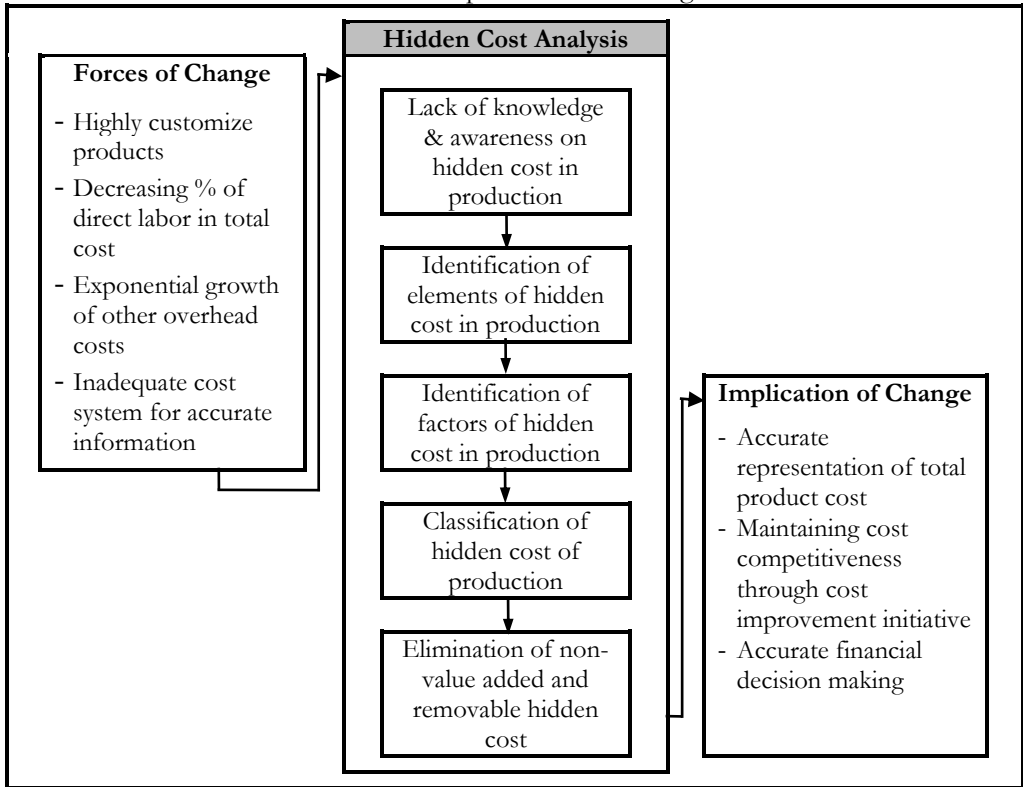 Hidden Cost Analysis
Forces of Change
- Highly customize
products
- Decreasing % of
direct labor in total
cost
- Exponential growth
of other overhead
costs
- Inadequate cost
system for accurate
information
Lack of knowledge
& awareness on
hidden cost in
production
Identification of
elements of hidden
cost in production
Identification of
factors of hidden
cost in production
Classification of
hidden cost of
production
Elimination of non-
value added and
removable hidden
cost
Implication of Change
- Accurate
representation of total
product cost
- Maintaining cost
competitiveness
through cost
improvement initiative
- Accurate financial
decision making